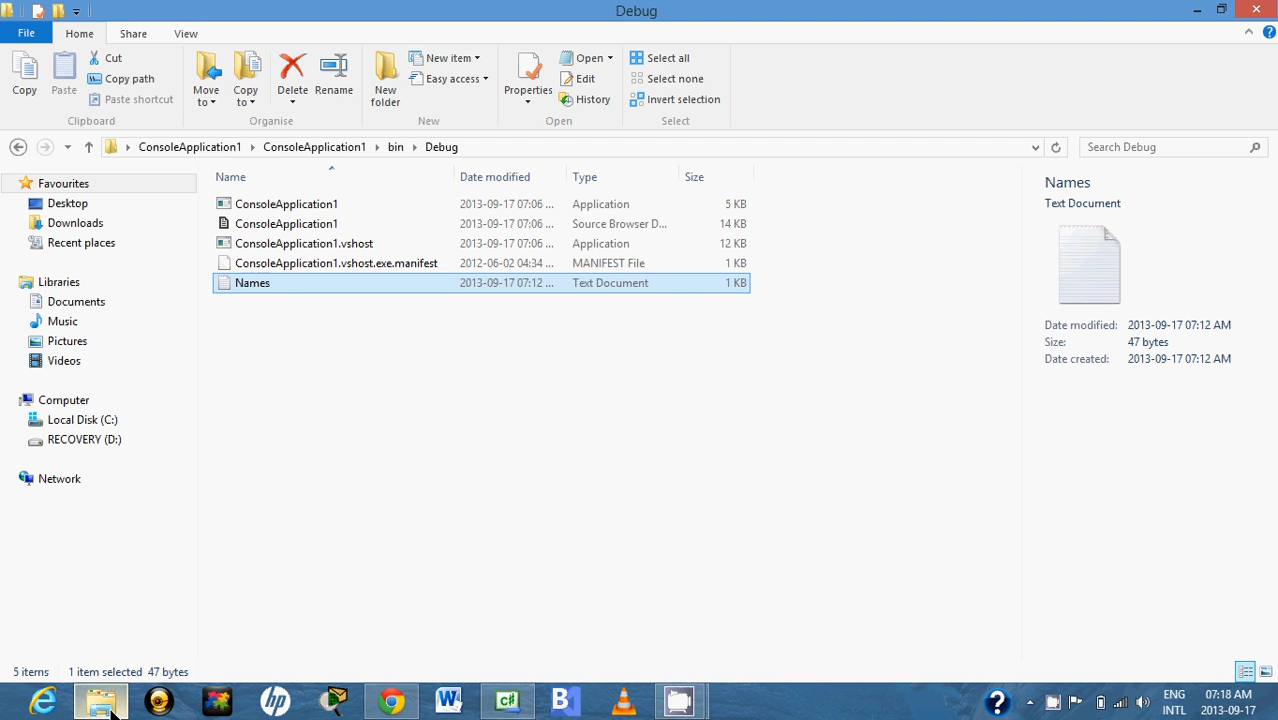 Debug
File Home Share View
Copy
Paste
Cut
Copy path
Paste shortcut
Clipboard
Move to
Copy to
Delete
Rename
Organise
New folder
New item
Easy access
New
Properties
Open
Edit
History
Open
Select all
Select none
Invert selection
Select
ConsoleApplication1 ConsoleApplication1 bin Debug
Search Debug
Favourites
Desktop
Downloads
Recent places
Libraries
Documents
Music
Pictures
Videos
Computer
Local Disk (C:)
RECOVERY (D:)
Network
Name Date modified Type Size
ConsoleApplication1 2013-09-17 07:06 ... Application 5 KB
ConsoleApplication1 2013-09-17 07:06 ... Source Browser D... 14 KB
ConsoleApplication1.vshost 2013-09-17 07:06 ... Application 12 KB
ConsoleApplication1.vshost.exe.manifest 2012-06-02 04:34 ... MANIFEST File 1 KB
Names 2013-09-17 07:12 ... Text Document 1 KB
Names
Text Document
Date modified: 2013-09-17 07:12 AM
Size: 47 bytes
Date created: 2013-09-17 07:12 AM
5 items 1 item selected 47 bytes
ENG 07:18 AM
INTL 2013-09-17